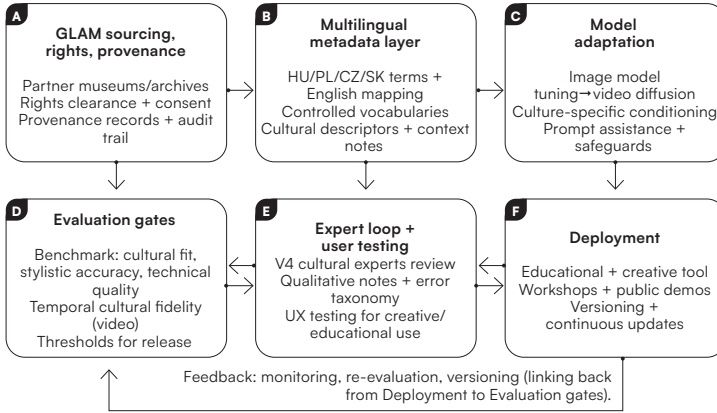 A
GLAM sourcing,
rights, provenance
Partner museums/archives
Rights clearance + consent
Provenance records + audit
trail
B
Multilingual
metadata layer
HU/PL/CZ/SK terms +
English mapping
Controlled vocabularies
Cultural descriptors + context
notes
C
Model
adaptation
Image model
tuning→video diffusion
Culture-specific conditioning
Prompt assistance +
safeguards
D
Evaluation gates
Benchmark: cultural fit,
stylistic accuracy, technical
quality
Temporal cultural fidelity
(video)
Thresholds for release
E
Expert loop +
user testing
V4 cultural experts review
Qualitative notes + error
taxonomy
UX testing for creative/
educational use
F
Deployment
Educational + creative tool
Workshops + public demos
Versioning +
continuous updates
Feedback: monitoring, re-evaluation, versioning (linking back
from Deployment to Evaluation gates).